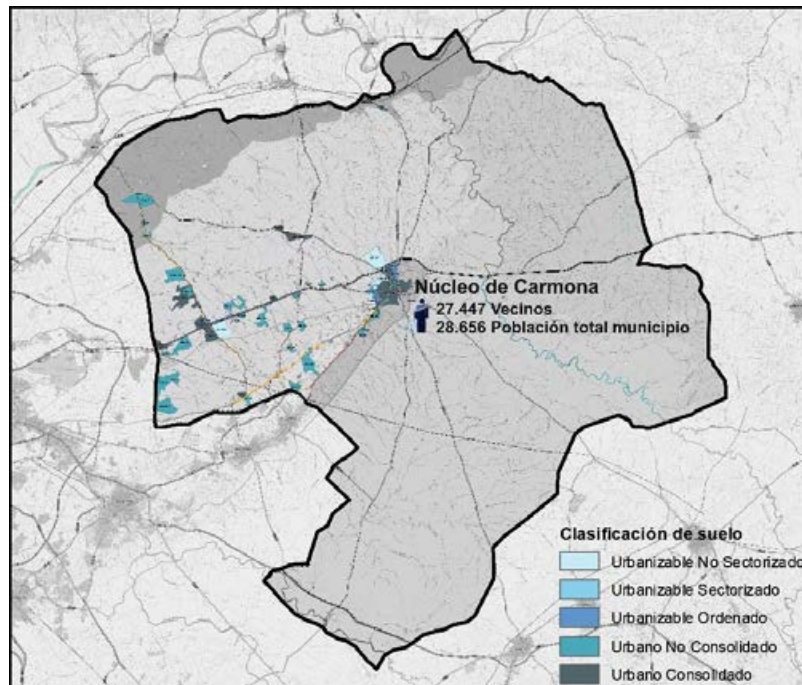 Núcleo de Carmona
27.447 Vecinos
28.656 Población total municipio
Clasificación de suelo
Urbanizable No Sectorizado
Urbanizable Sectorizado
Urbanizable Ordenado
Urbano No Consolidado
Urbano Consolidado